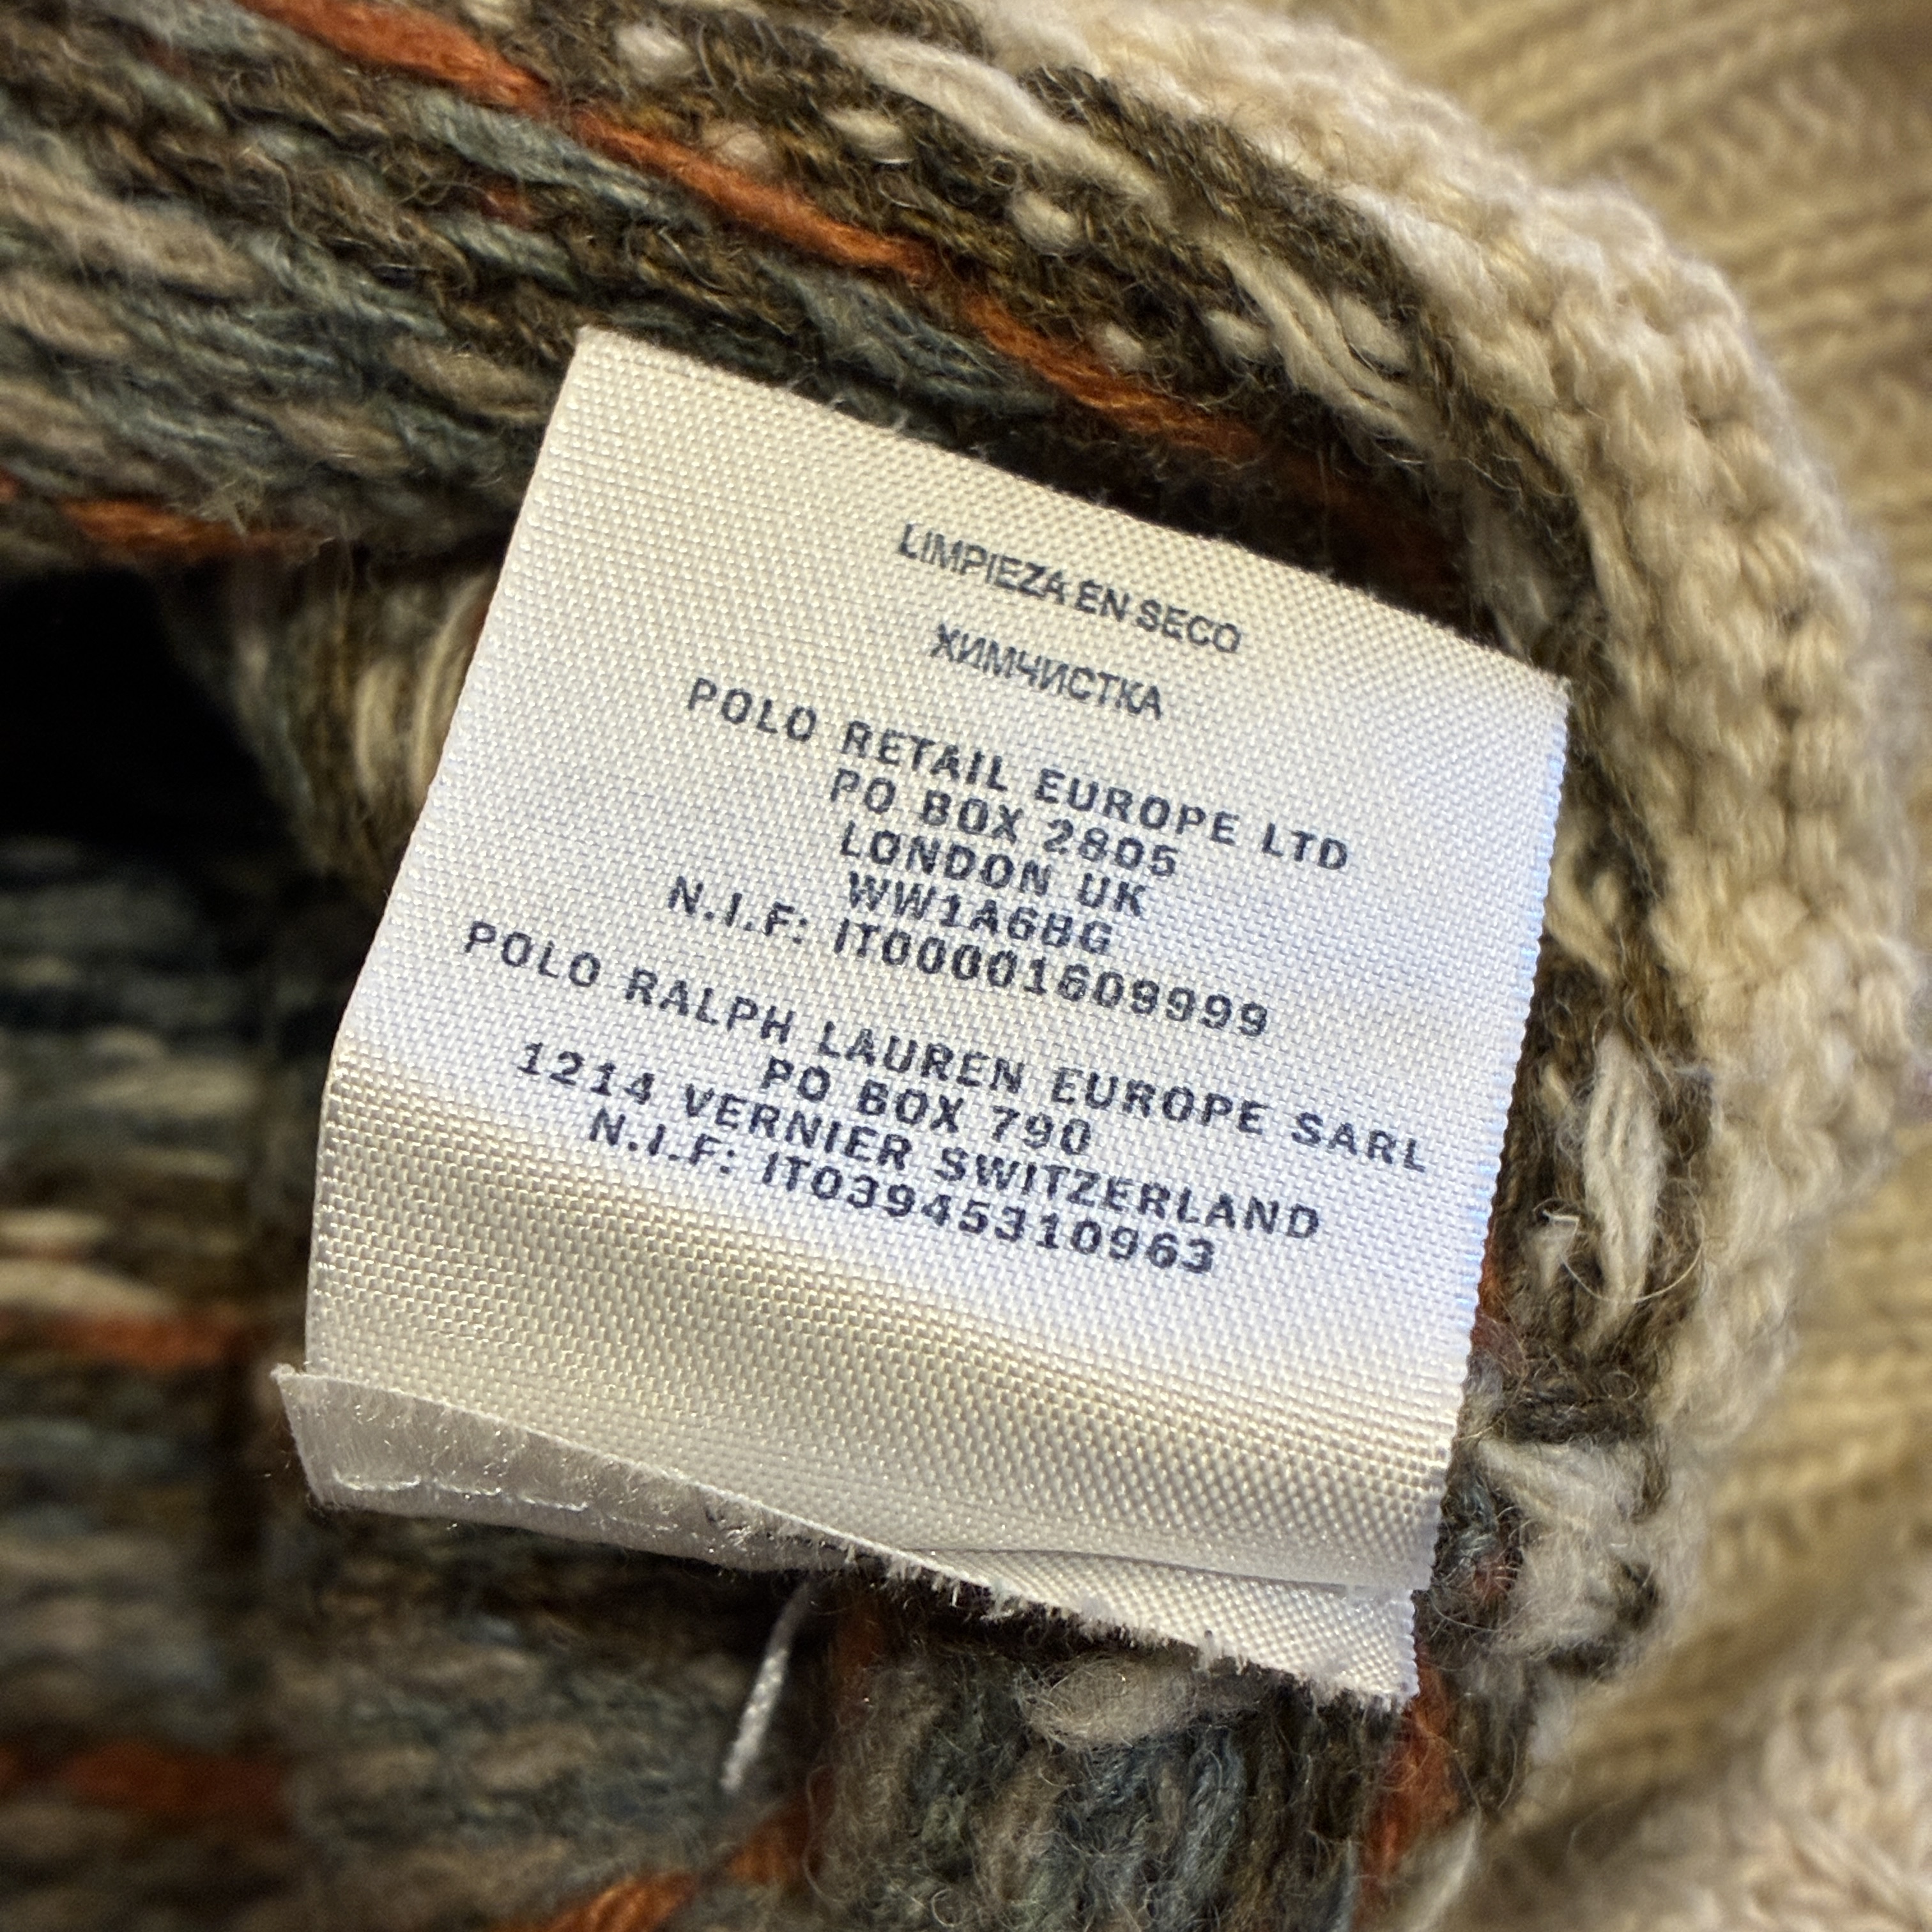 LIMPIEZA EN SECO
ХИМЧИСТКА
POLO RETAIL EUROPE LTD
PO BOX 2805
LONDON UK
WW1A6BG
N.I.F: IT00001609999
POLO RALPH LAUREN EUROPE SARL
PO BOX 790
1214 VERNIER SWITZERLAND
N.I.F: IT03945310963